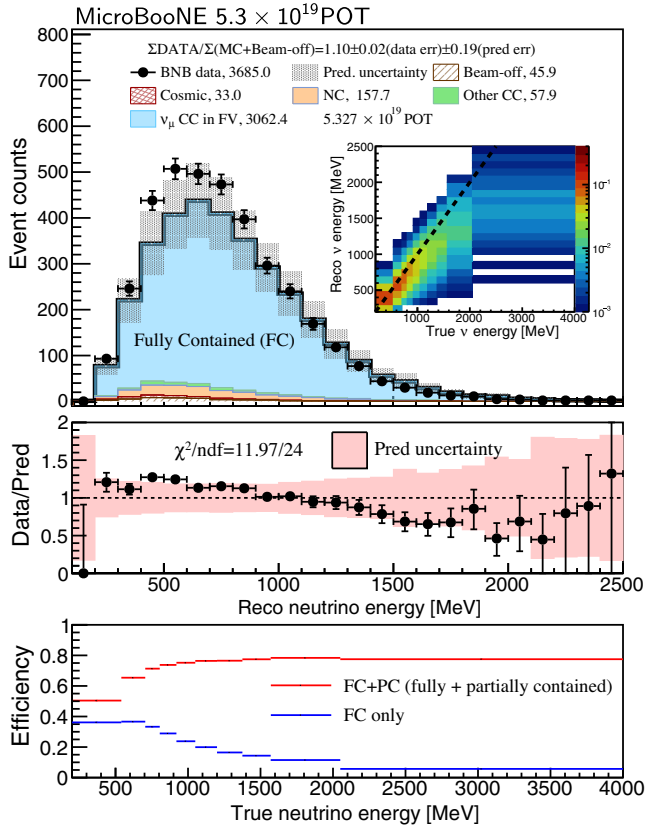 MicroBooNE 5.3 × 10¹⁹ POT
ΣDATA/Σ(MC+Beam-off)=1.10±0.02(data err)±0.19(pred err)
BNB data, 3685.0 Pred. uncertainty Beam-off, 45.9
Cosmic, 33.0 NC, 157.7 Other CC, 57.9
νμ CC in FV, 3062.4 5.327 × 10¹⁹ POT
Event counts
800
700
600
500
400
300
200
100
0
Fully Contained (FC)
Reco ν energy [MeV]
2500
2000
1500
1000
500
1000 2000 3000 4000
True ν energy [MeV]
10⁻¹
10⁻²
10⁻³
Data/Pred
2
1.5
1
0.5
0
χ²/ndf=11.97/24 Pred uncertainty
500 1000 1500 2000 2500
Reco neutrino energy [MeV]
Efficiency
1
0.8
0.6
0.4
0.2
0
FC+PC (fully + partially contained)
FC only
500 1000 1500 2000 2500 3000 3500 4000
True neutrino energy [MeV]